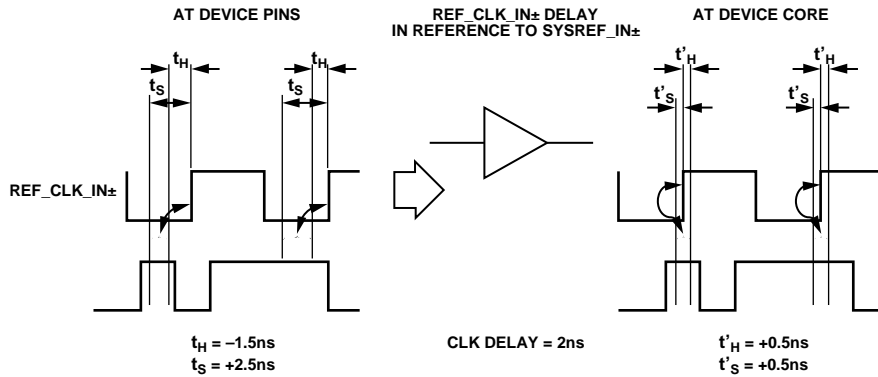 AT DEVICE PINS
REF_CLK_IN± DELAY
IN REFERENCE TO SYSREF_IN±
AT DEVICE CORE
tH
tS
tH
tS
t'H
t'S
t'H
t'S
REF_CLK_IN±
tH = –1.5ns
tS = +2.5ns
CLK DELAY = 2ns
t'H = +0.5ns
t'S = +0.5ns